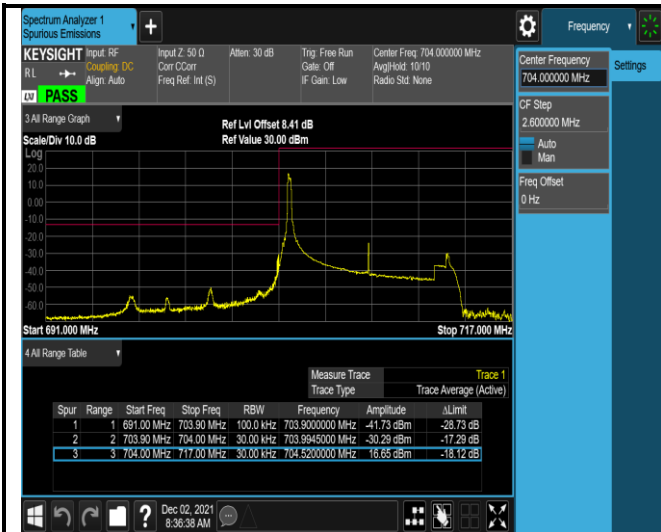 Spectrum Analyzer 1
Spurious Emissions
Frequency
KEYSIGHT
RL
LXI PASS
Input: RF
Coupling: DC
Align: Auto
Input Z: 50 Ω
Corr CCorr
Freq Ref: Int (S)
Atten: 30 dB
Trig: Free Run
Gate: Off
IF Gain: Low
Center Freq: 704.000000 MHz
Avg|Hold: 10/10
Radio Std: None
Center Frequency
704.000000 MHz
Settings
CF Step
2.600000 MHz
Auto
Man
Freq Offset
0 Hz
3 All Range Graph
Scale/Div 10.0 dB
Ref Lvl Offset 8.41 dB
Ref Value 30.00 dBm
Log
20.0
10.0
0.00
-10.0
-20.0
-30.0
-40.0
-50.0
-60.0
Start 691.000 MHz
Stop 717.000 MHz
4 All Range Table
Measure Trace Trace 1
Trace Type Trace Average (Active)
Spur Range Start Freq Stop Freq RBW Frequency Amplitude ΔLimit
1 1 691.00 MHz 703.90 MHz 100.0 kHz 703.9000000 MHz -41.73 dBm -28.73 dB
2 2 703.90 MHz 704.00 MHz 30.00 kHz 703.9945000 MHz -30.29 dBm -17.29 dB
3 3 704.00 MHz 717.00 MHz 30.00 kHz 704.5200000 MHz 16.65 dBm -18.12 dB
?
Dec 02, 2021
8:36:38 AM